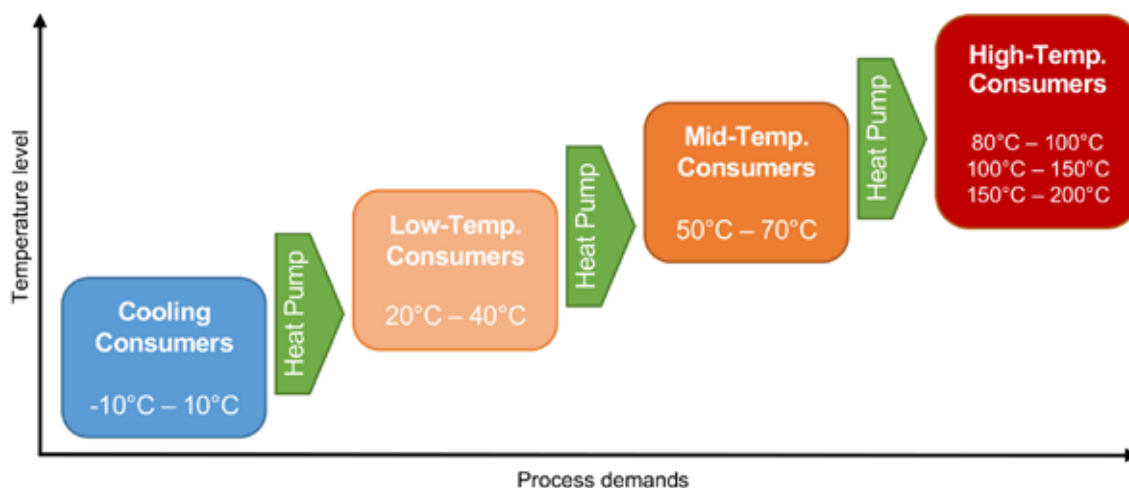 Temperature level
Cooling
Consumers
-10°C – 10°C
Heat Pump
Low-Temp.
Consumers
20°C – 40°C
Heat Pump
Mid-Temp.
Consumers
50°C – 70°C
Heat Pump
High-Temp.
Consumers
80°C – 100°C
100°C – 150°C
150°C – 200°C
Process demands